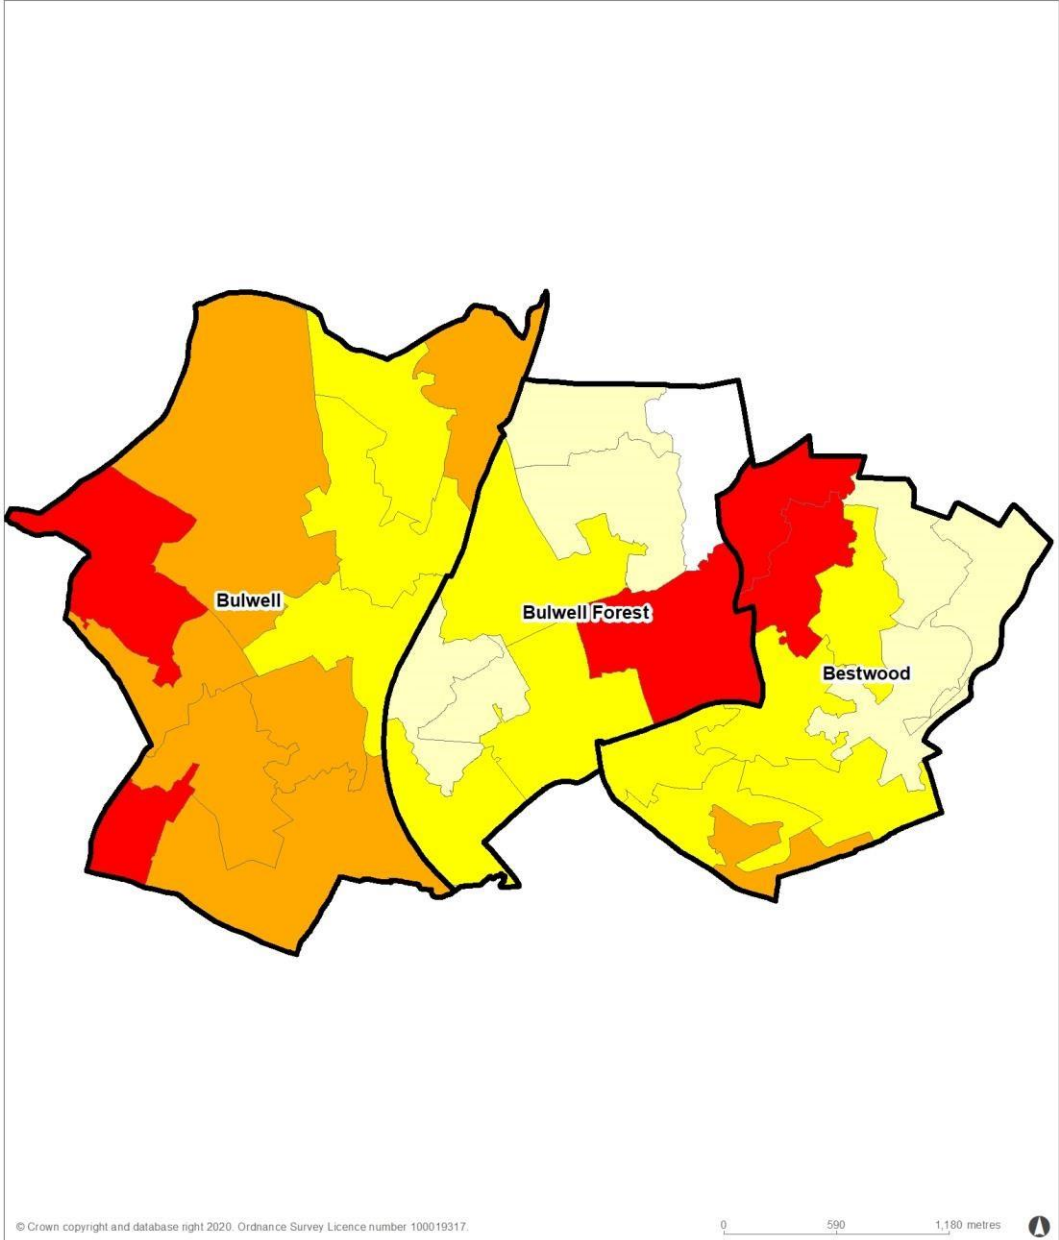 Bulwell
Bulwell Forest
Bestwood
© Crown copyright and database right 2020. Ordnance Survey Licence number 100019317.
0 590 1,180 metres